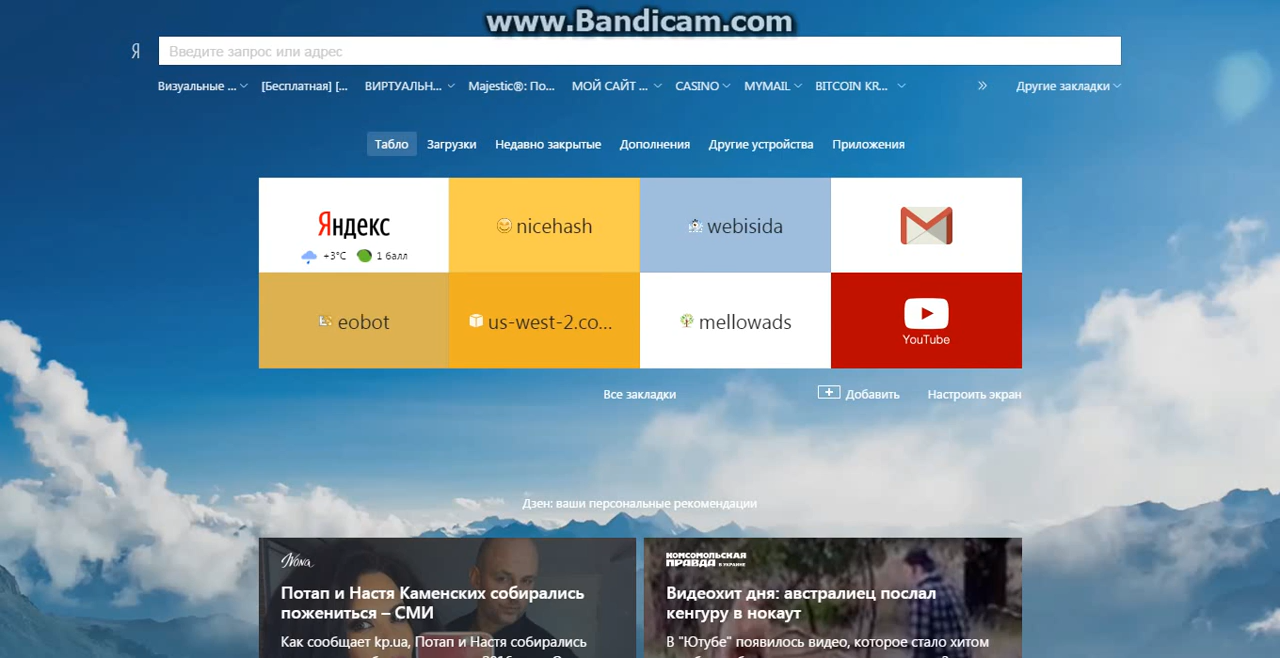 www.Bandicam.com
Я Введите запрос или адрес
Визуальные ... [Бесплатная] [... ВИРТУАЛЬН... Majestic®: По... МОЙ САЙТ ... CASINO MYMAIL BITCOIN KR... » Другие закладки
Табло Загрузки Недавно закрытые Дополнения Другие устройства Приложения
Яндекс nicehash webisida
+3°C 1 балл
eobot us-west-2.co... mellowads YouTube
Все закладки Добавить Настроить экран
Дзен: ваши персональные рекомендации
Nona
Потап и Настя Каменских собирались
пожениться – СМИ
Как сообщает kp.ua, Потап и Настя собирались
КОМСОМОЛЬСКАЯ
ПРАВДА В УКРАИНЕ
Видеохит дня: австралиец послал
кенгуру в нокаут
В "Ютубе" появилось видео, которое стало хитом